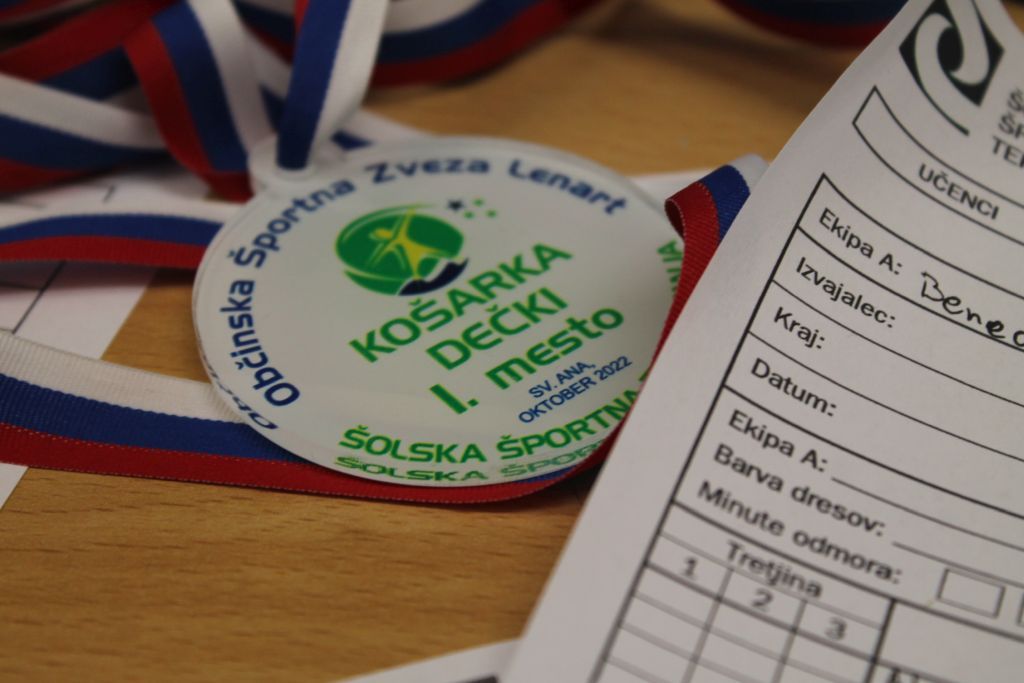 Občinska Športna Zveza Lenart
KOŠARKA
DEČKI
I. mesto
SV. ANA,
OKTOBER 2022
ŠOLSKA ŠPORTNA
UČENCI
Ekipa A:
Izvajalec:
Kraj:
Datum:
Ekipa A:
Barva dresov:
Minute odmora:
Tretjina
1 2 3